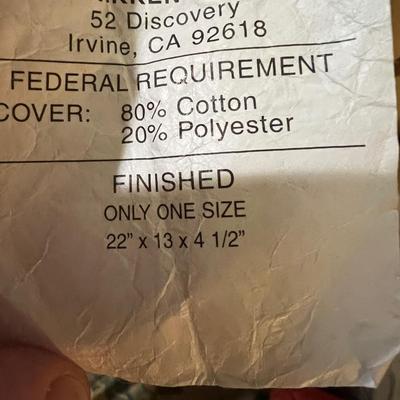 52 Discovery
Irvine, CA 92618
FEDERAL REQUIREMENT
COVER: 80% Cotton
20% Polyester
FINISHED
ONLY ONE SIZE
22" x 13 x 4 1/2"